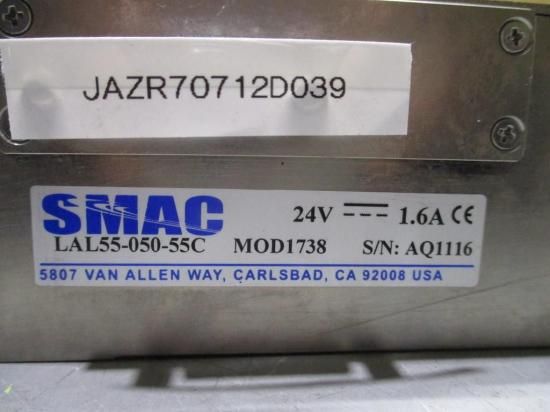 JAZR70712D039
SMAC 24V 1.6A CE
LAL55-050-55C MOD1738 S/N: AQ1116
5807 VAN ALLEN WAY, CARLSBAD, CA 92008 USA